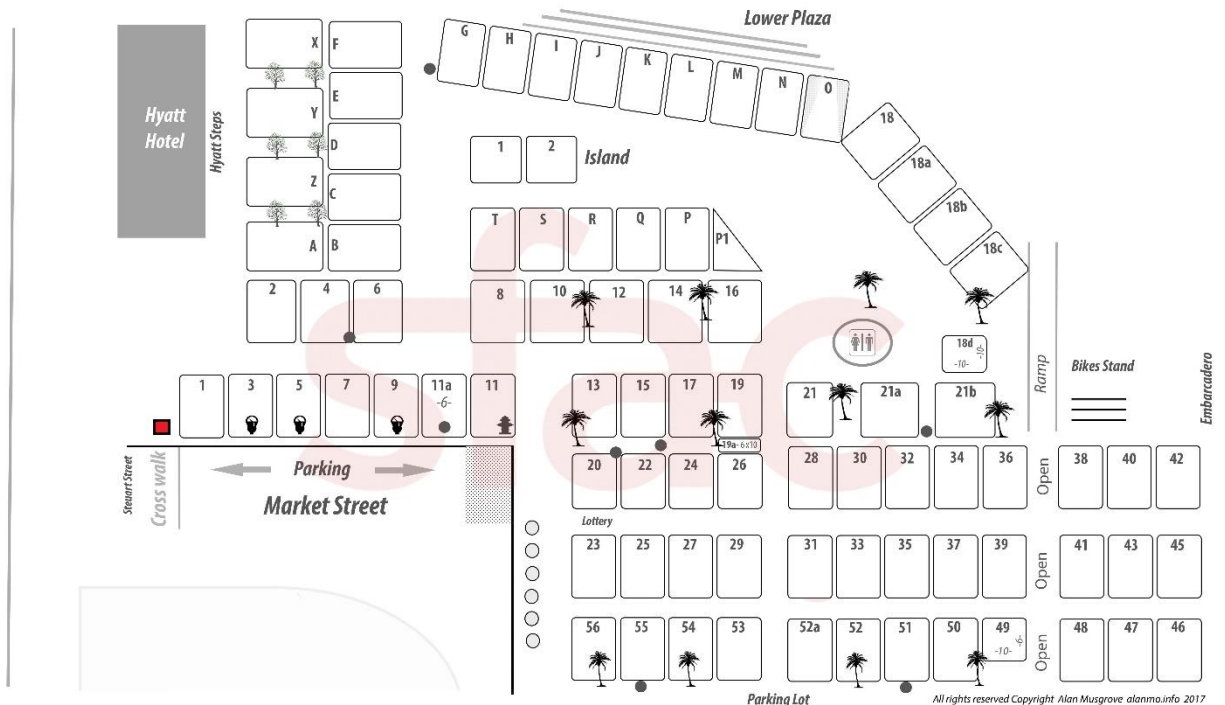 Lower Plaza
X F
G H I J K L M N O
Hyatt
Hotel
Hyatt Steps
Y E
D
Z C
A B
1 2 Island
18
18a
18b
18c
T S R Q P P1
2 4 6
8 10 12 14 16
18d
-10- -10-
Ramp
Bikes Stand
Embarcadero
1 3 5 7 9 11a 11
-6-
13 15 17 19
21 21a 21b
19a- 6x10
20 22 24 26
28 30 32 34 36
Open
38 40 42
Steuart Street
Cross walk
Parking
Market Street
Lottery
23 25 27 29
31 33 35 37 39
Open
41 43 45
56 55 54 53
52a 52 51 50 49
-10- -6-
Open
48 47 46
Parking Lot
All rights reserved Copyright Alan Musgrove alanmo.info 2017
sfac